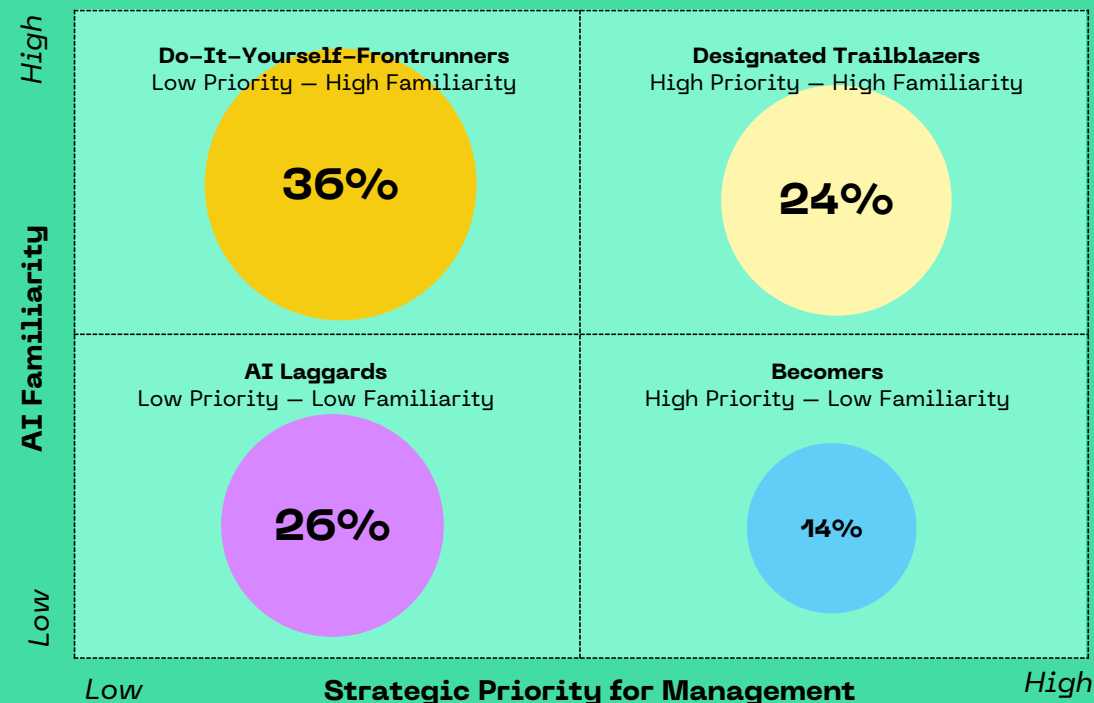 High
Do-It-Yourself-Frontrunners
Low Priority — High Familiarity
36%
Designated Trailblazers
High Priority — High Familiarity
24%
AI Familiarity
AI Laggards
Low Priority — Low Familiarity
26%
Becomers
High Priority — Low Familiarity
14%
Low
Low
Strategic Priority for Management
High